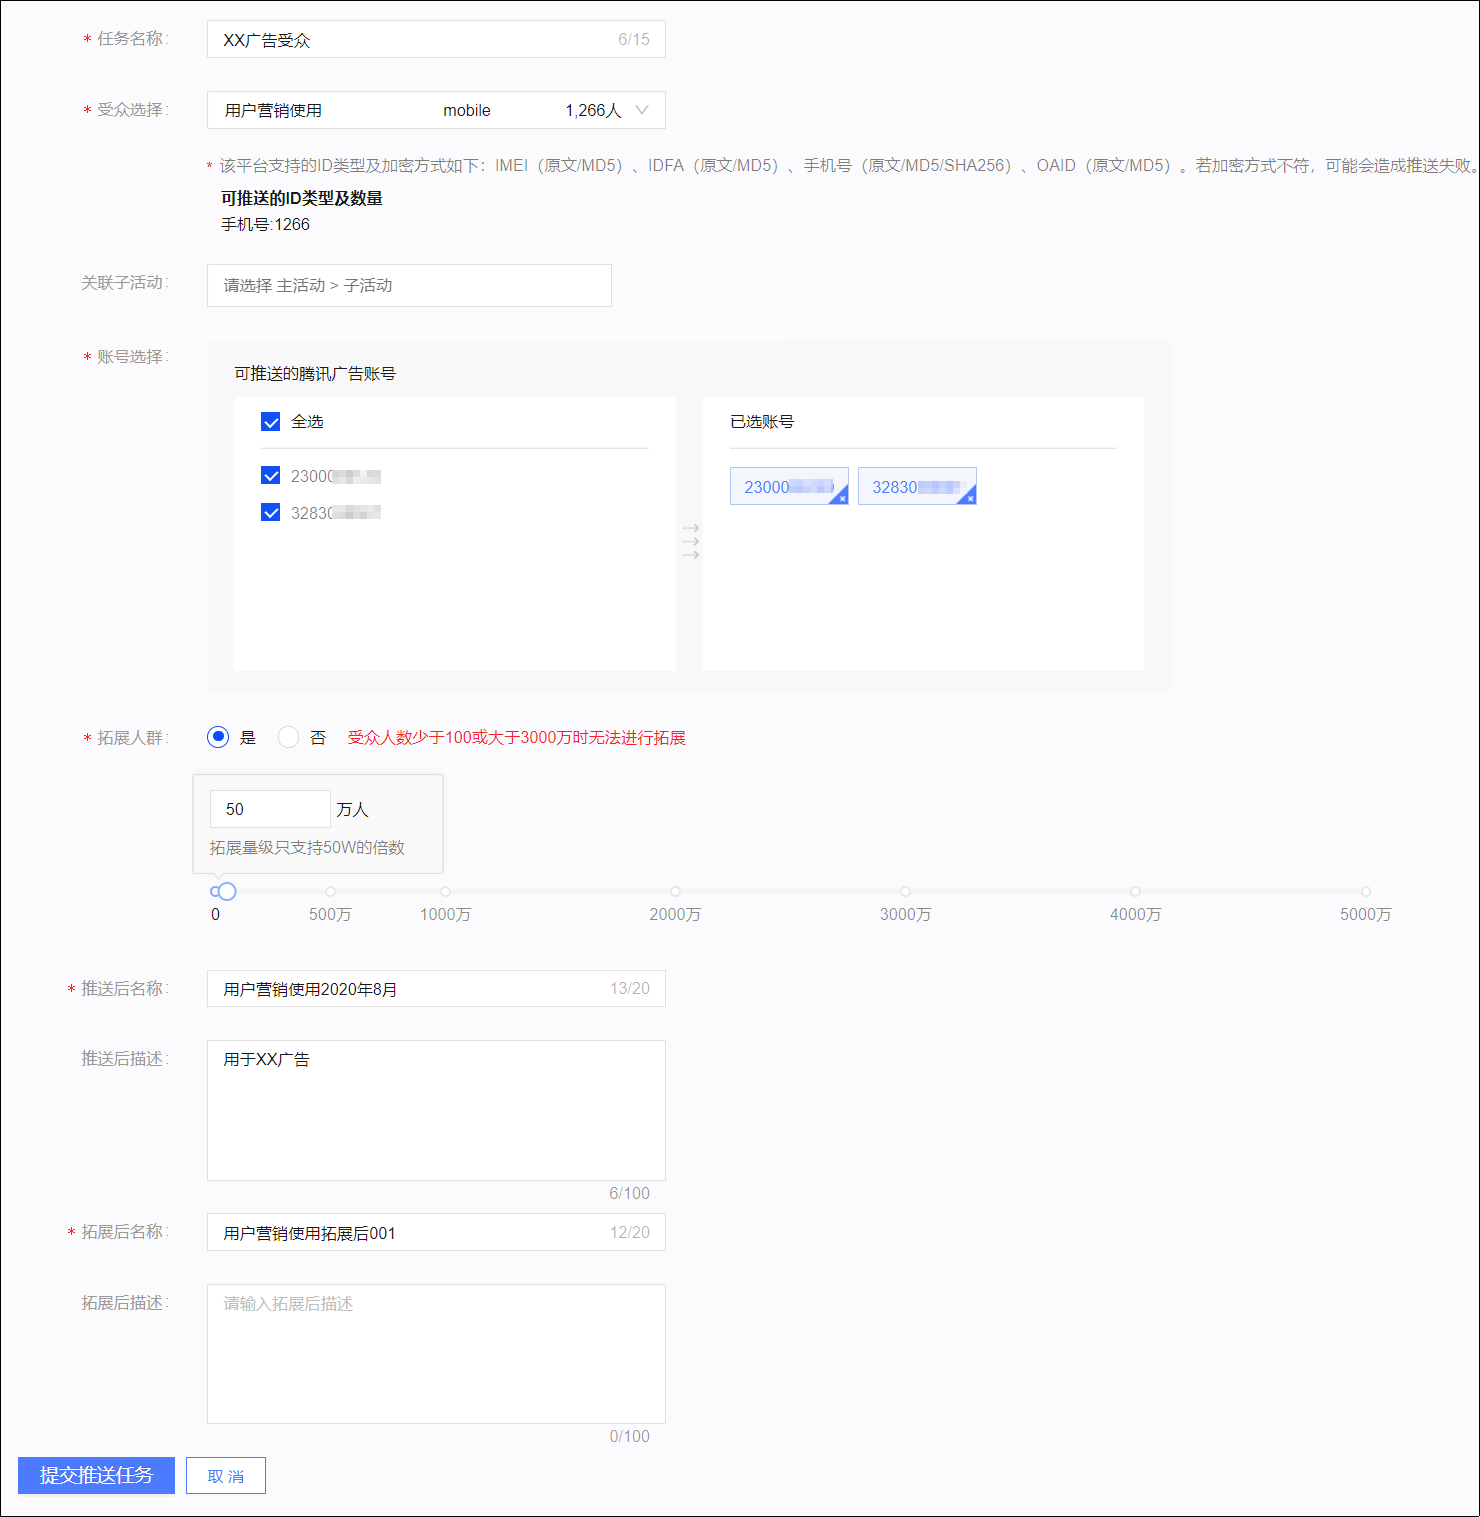 * 任务名称:
XX广告受众 6/15
* 受众选择:
用户营销使用 mobile 1,266人
* 该平台支持的ID类型及加密方式如下：IMEI（原文/MD5）、IDFA（原文/MD5）、手机号（原文/MD5/SHA256）、OAID（原文/MD5）。若加密方式不符，可能会造成推送失败。
可推送的ID类型及数量
手机号:1266
关联子活动:
请选择 主活动 > 子活动
* 账号选择:
可推送的腾讯广告账号
全选
23000
32830
已选账号
23000
32830
* 拓展人群:
是 否 受众人数少于100或大于3000万时无法进行拓展
50 万人
拓展量级只支持50W的倍数
0 500万 1000万 2000万 3000万 4000万 5000万
* 推送后名称:
用户营销使用2020年8月 13/20
推送后描述:
用于XX广告
6/100
* 拓展后名称:
用户营销使用拓展后001 12/20
拓展后描述:
请输入拓展后描述
0/100
提交推送任务 取 消